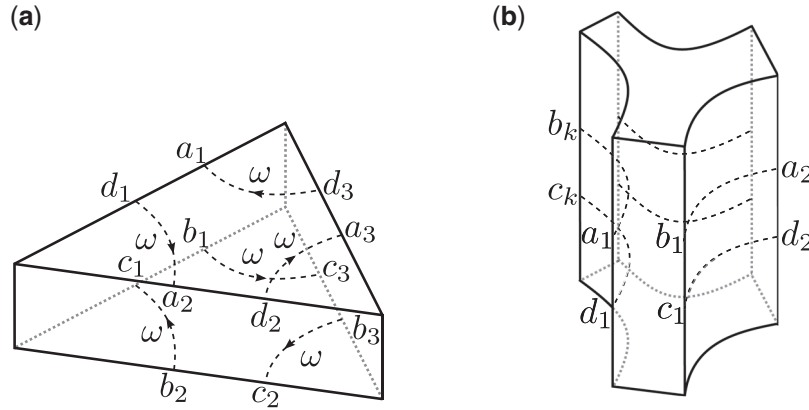 (a)
(b)
a₁
ω
d₃
d₁
b₁
ω
a₃
ω
c₁
ω
c₃
a₂
d₂
b₃
ω
ω
b₂
c₂
bₖ
cₖ
a₂
a₁
b₁
d₂
d₁
c₁